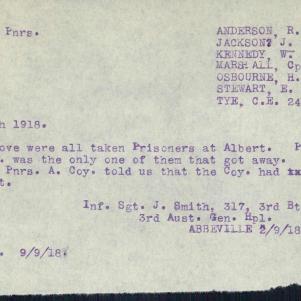 Pnrs. ANDERSON, R.
JACKSON? J.
KENNEDY, W.
MARSHALL, Cp
OSBOURNE, H.
STEWART, E.
TYE, C.E. 24
h 1918.
ove were all taken Prisoners at Albert. P
. was the only one of them that got away.
Pnrs. A. Coy. told us that the Coy. had xx
t.
Inf. Sgt. J. Smith, 317, 3rd Bt
3rd Aust. Gen. Hpl.
ABBEVILLE 2/9/18
. 9/9/18.